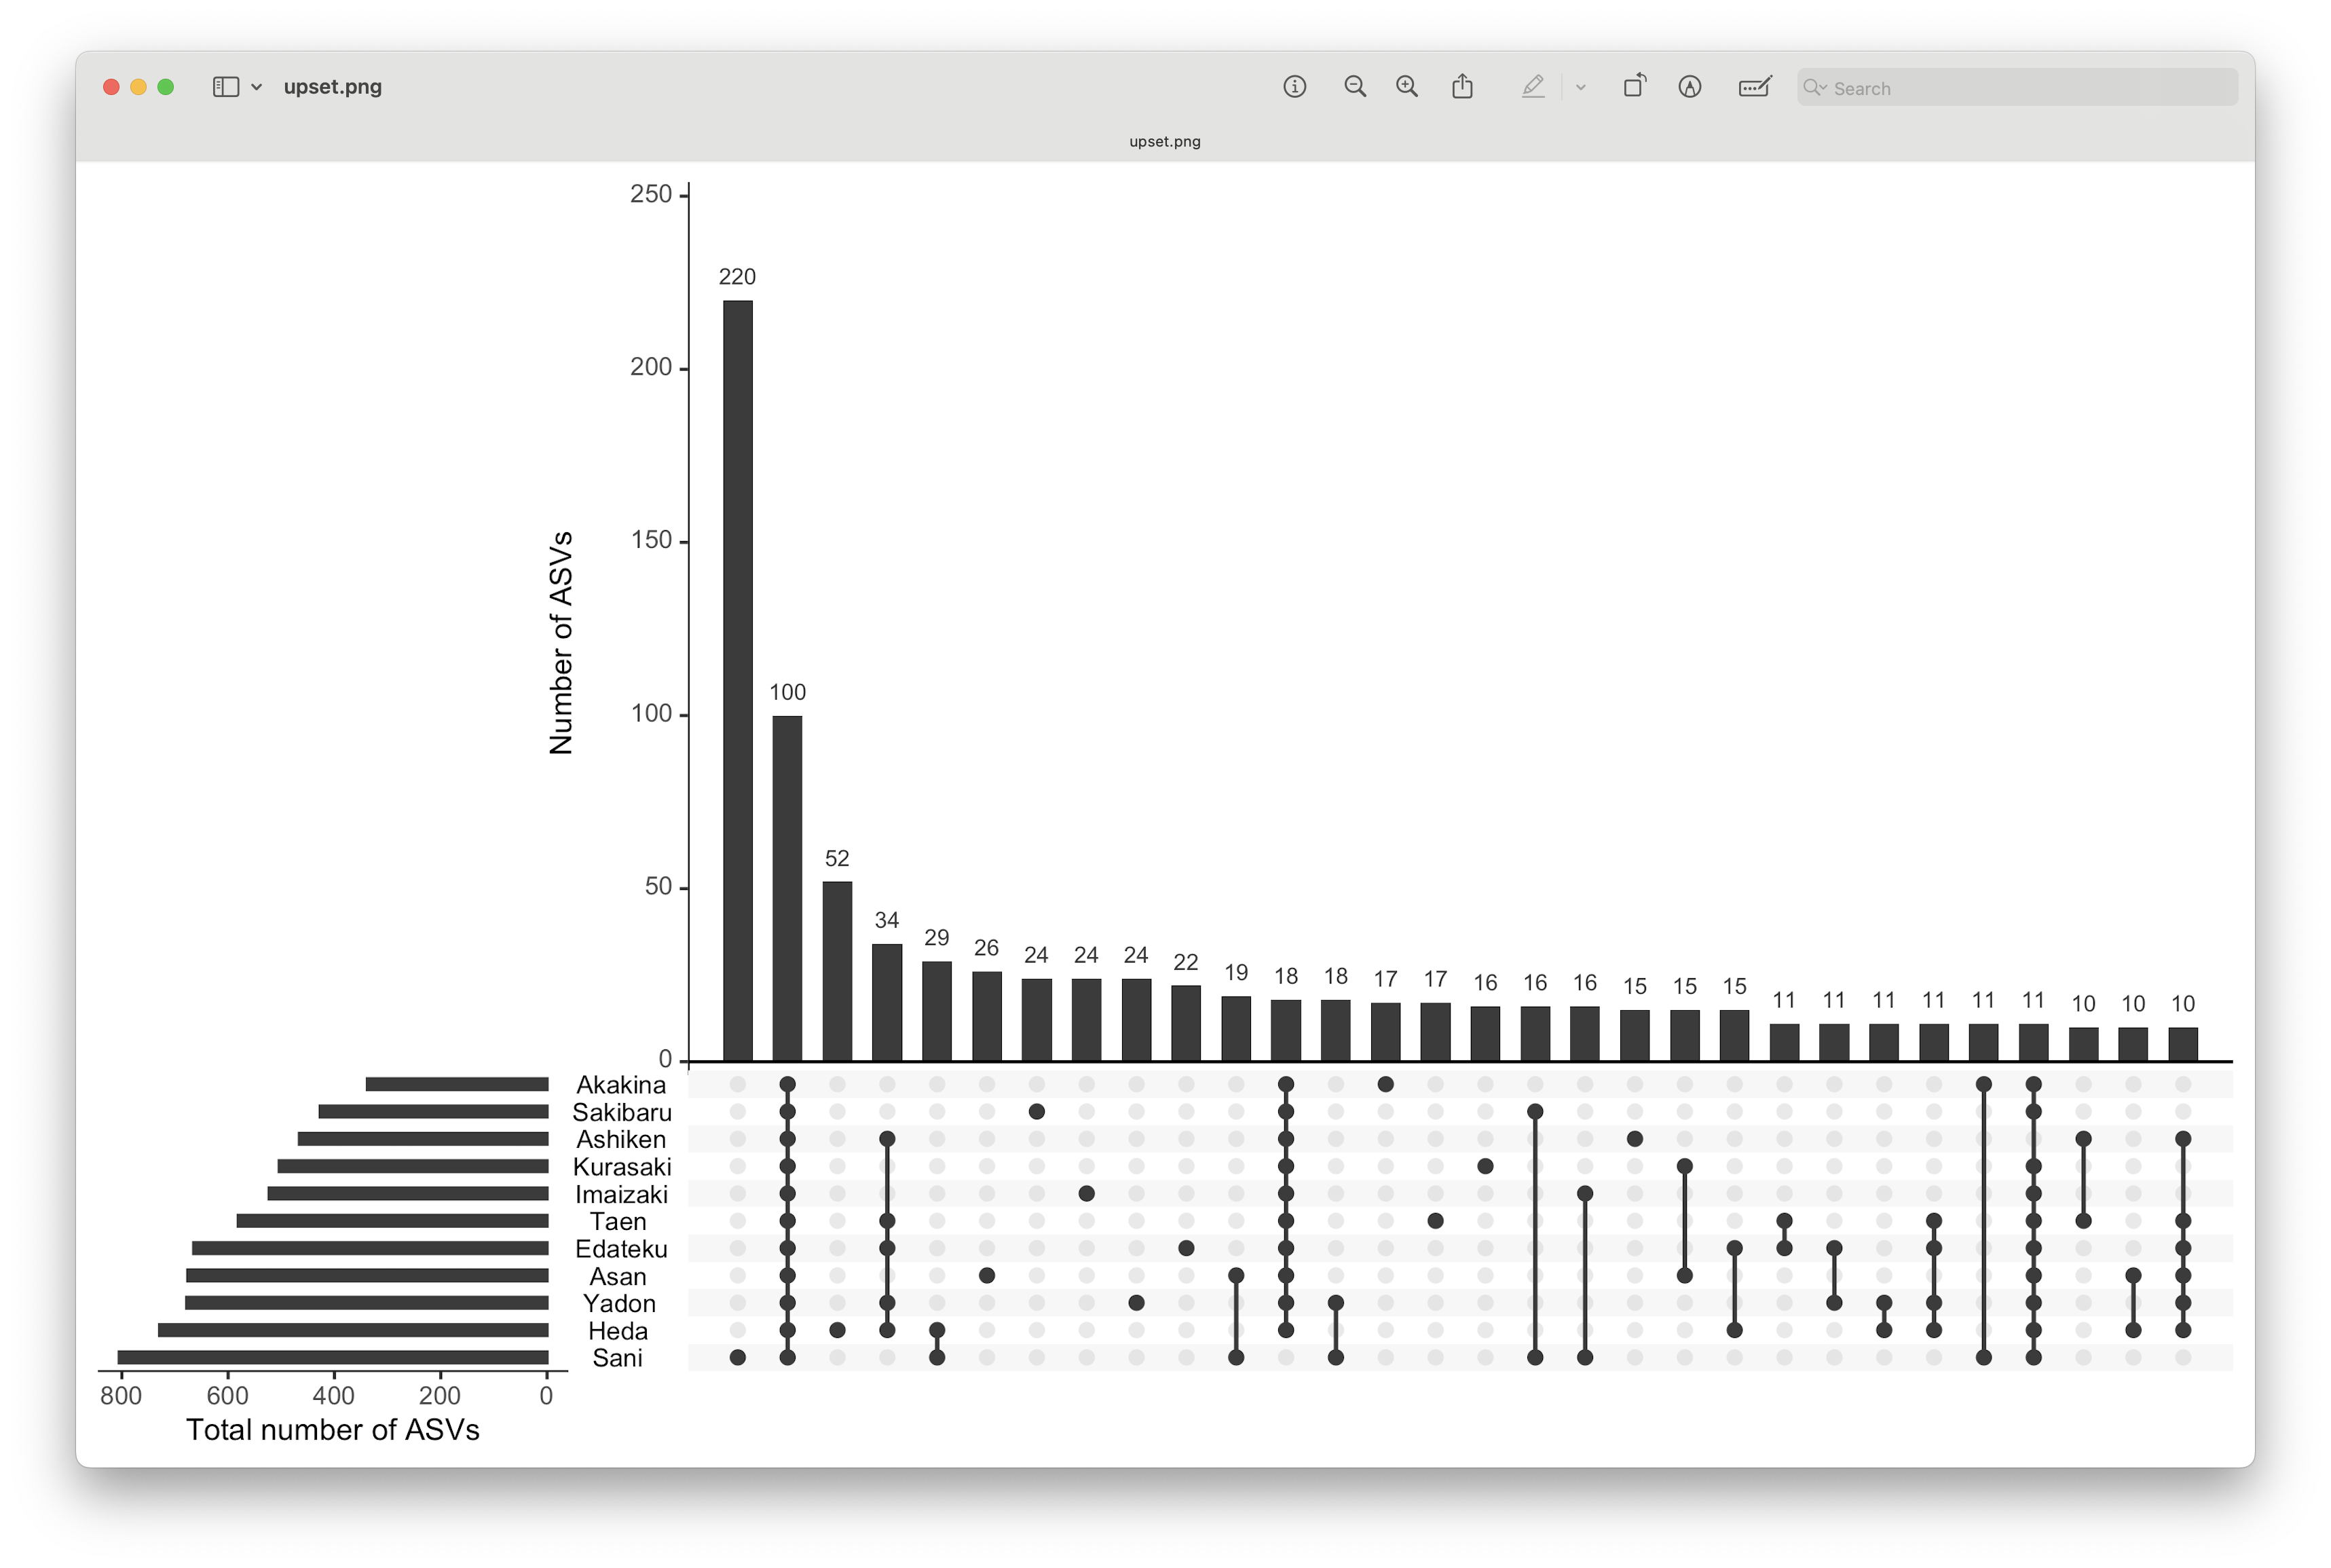 upset.png
Search
upset.png
250
200
150
100
50
0
Number of ASVs
220
100
52
34
29
26
24
24
24
22
19
18
18
17
17
16
16
16
15
15
15
11
11
11
11
11
11
10
10
10
Akakina
Sakibaru
Ashiken
Kurasaki
Imaizaki
Taen
Edateku
Asan
Yadon
Heda
Sani
800 600 400 200 0
Total number of ASVs